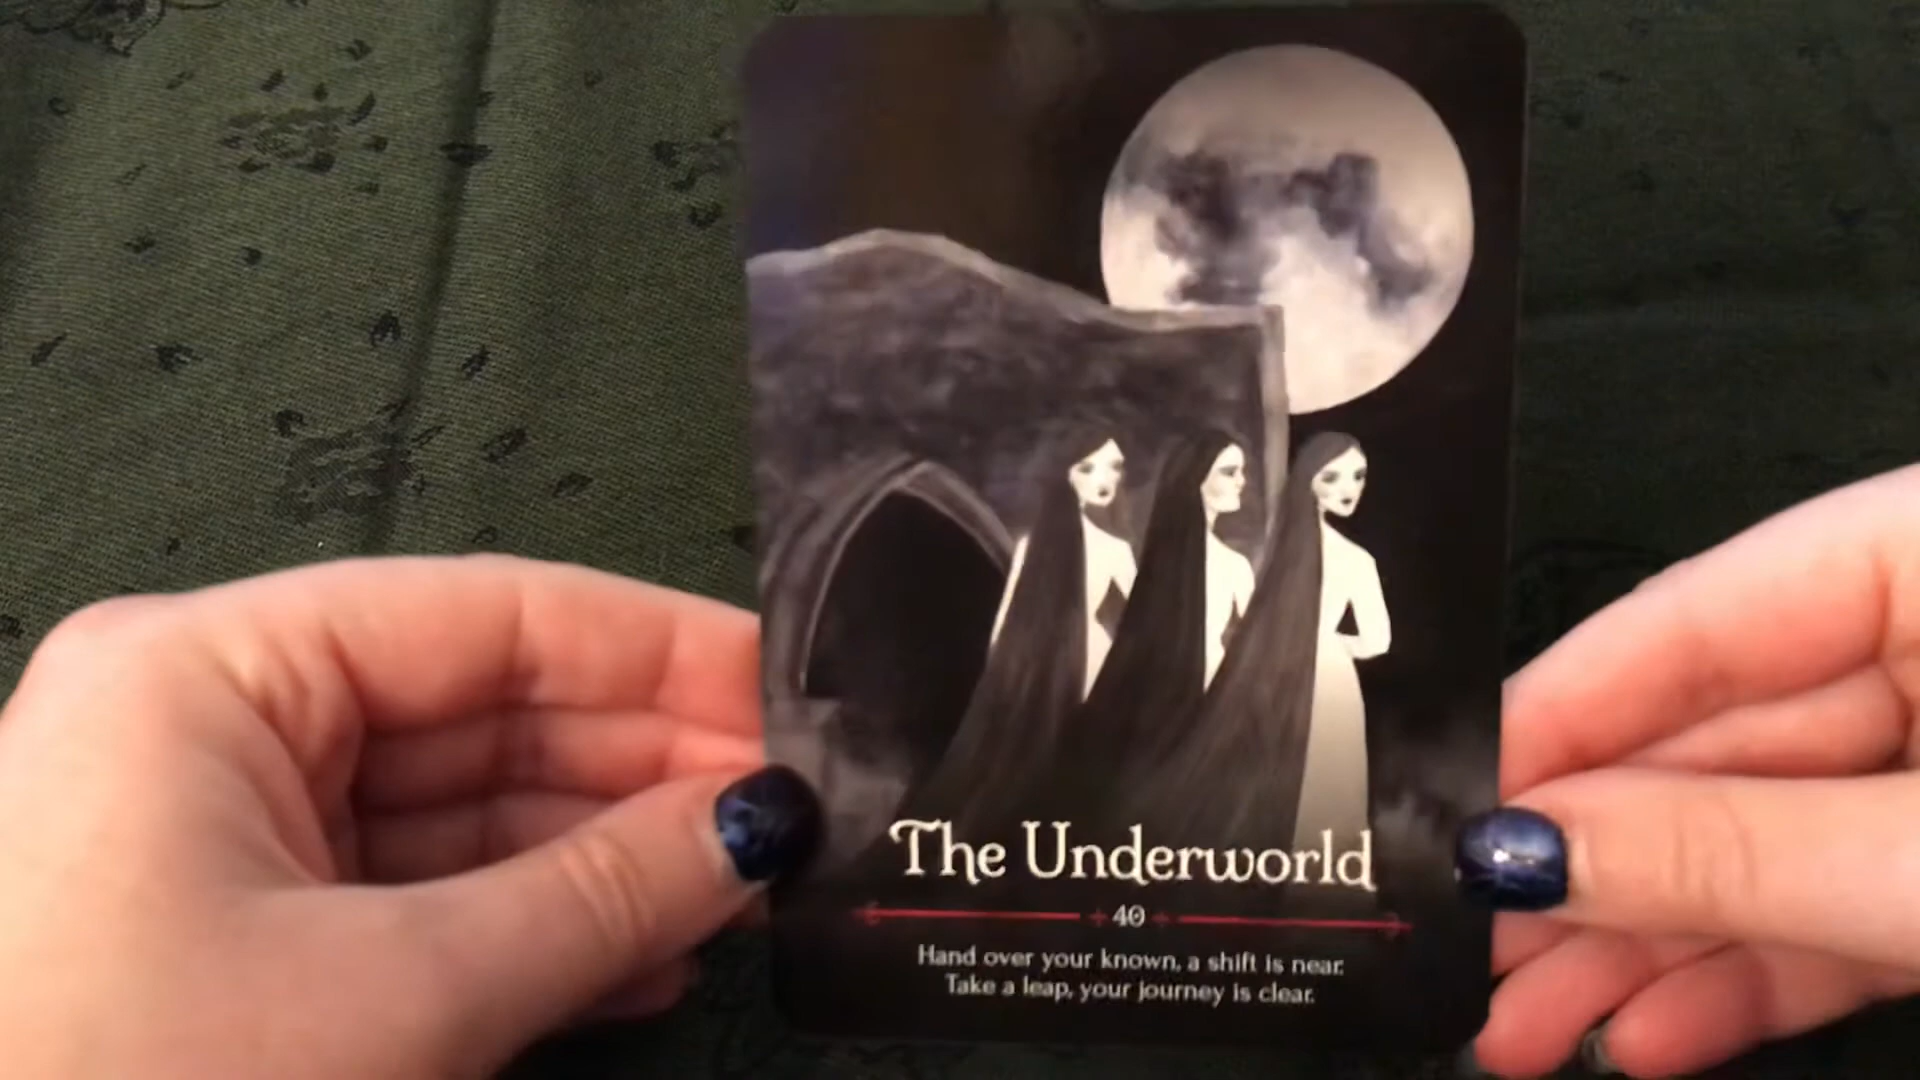 The Underworld
40
Hand over your known, a shift is near.
Take a leap, your journey is clear.